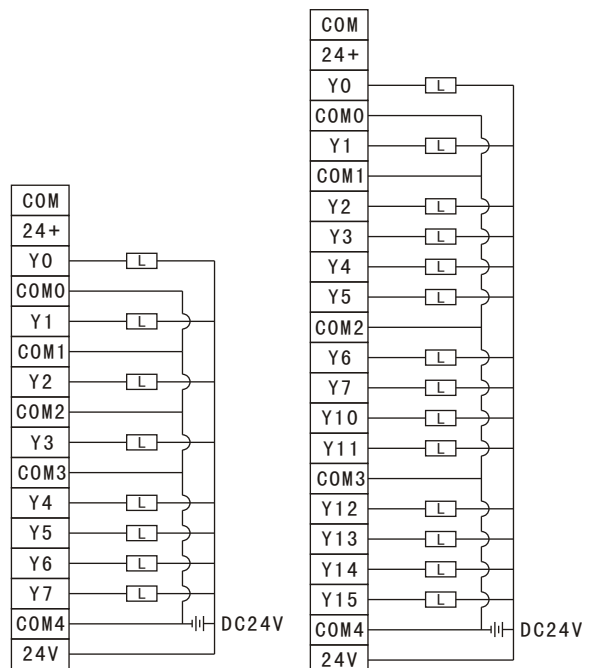 COM
24+
Y0 L
COM0
Y1 L
COM1
Y2 L
COM2
Y3 L
COM3
Y4 L
Y5 L
Y6 L
Y7 L
COM4 DC24V
24V
COM
24+
Y0 L
COM0
Y1 L
COM1
Y2 L
Y3 L
Y4 L
Y5 L
COM2
Y6 L
Y7 L
Y10 L
Y11 L
COM3
Y12 L
Y13 L
Y14 L
Y15 L
COM4 DC24V
24V